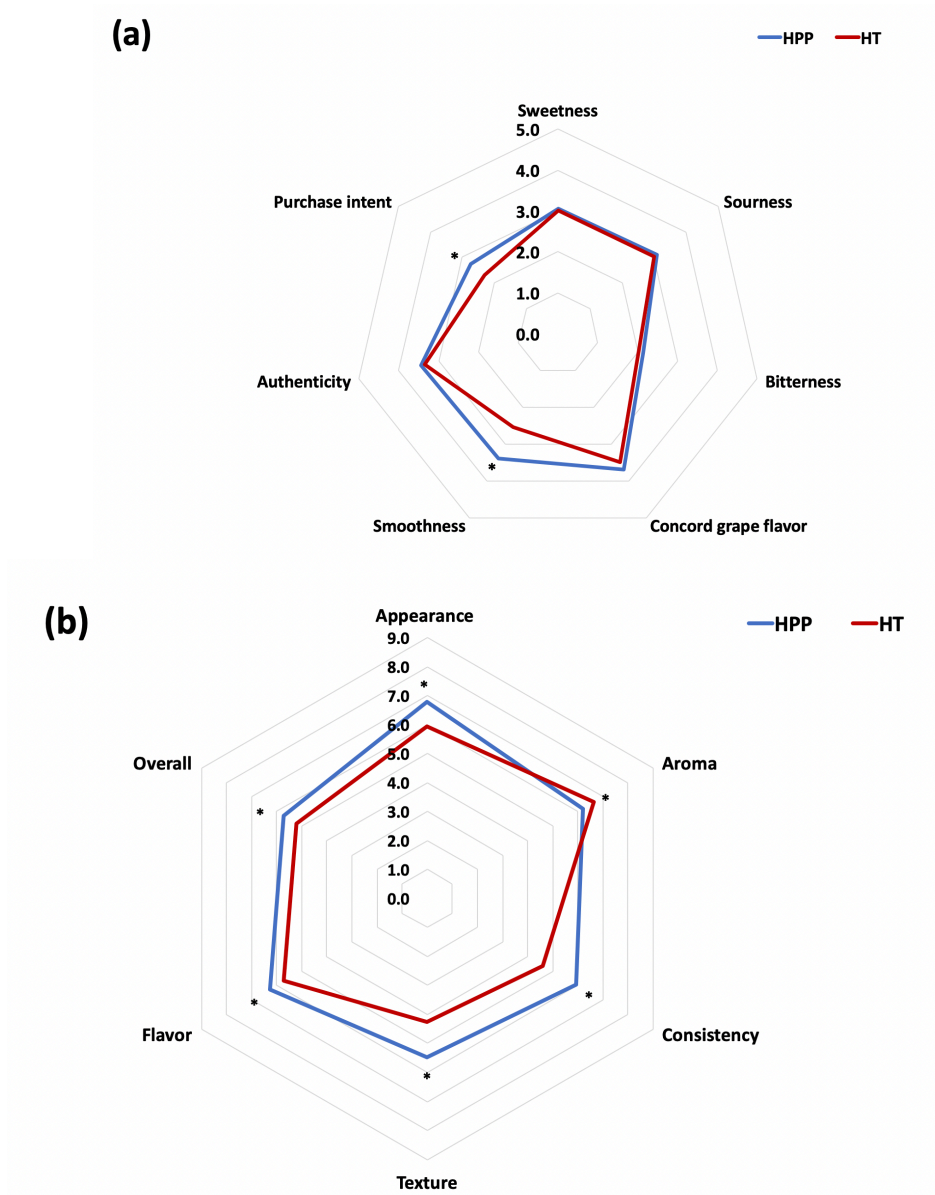 (a)
HPP HT
Sweetness
5.0
4.0
Purchase intent Sourness
3.0
* 2.0
1.0
0.0
Authenticity Bitterness
*
Smoothness Concord grape flavor
(b)
Appearance
HPP HT
9.0
8.0
*
7.0
6.0
5.0
Overall Aroma
4.0
* *
3.0
2.0
1.0
0.0
* *
Flavor Consistency
*
Texture